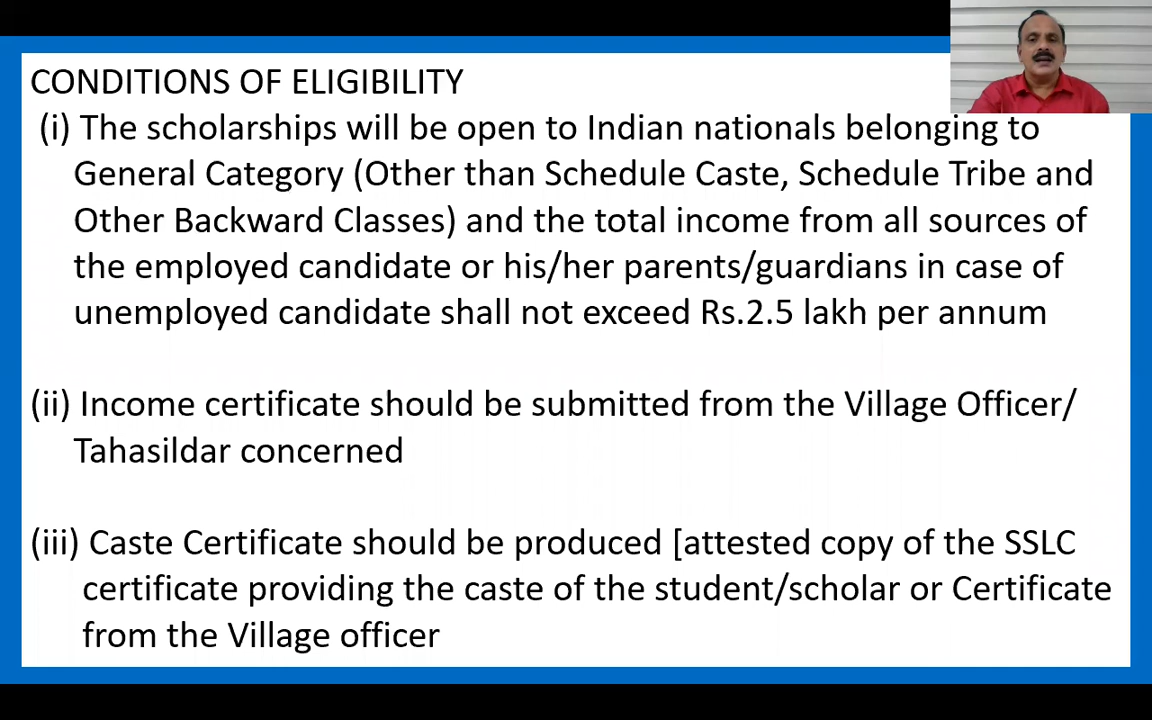 CONDITIONS OF ELIGIBILITY
(i) The scholarships will be open to Indian nationals belonging to
General Category (Other than Schedule Caste, Schedule Tribe and
Other Backward Classes) and the total income from all sources of
the employed candidate or his/her parents/guardians in case of
unemployed candidate shall not exceed Rs.2.5 lakh per annum
(ii) Income certificate should be submitted from the Village Officer/
Tahasildar concerned
(iii) Caste Certificate should be produced [attested copy of the SSLC
certificate providing the caste of the student/scholar or Certificate
from the Village officer